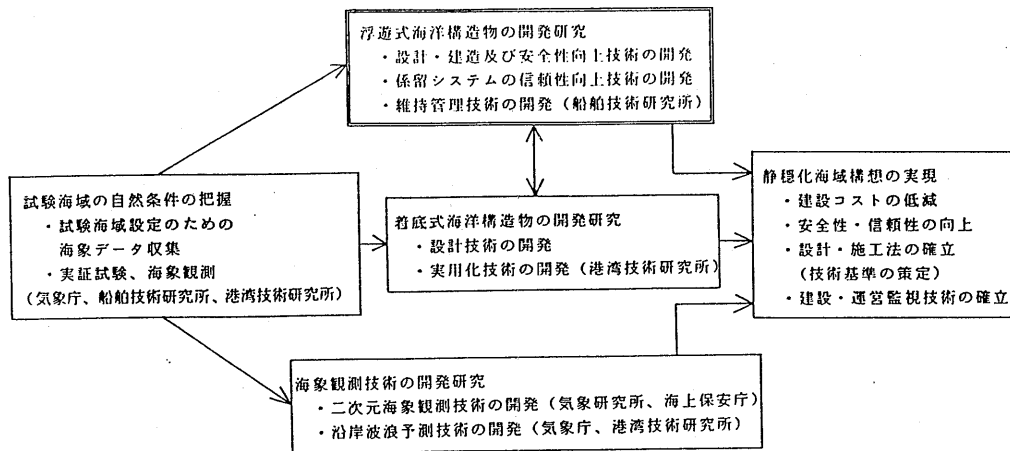 浮遊式海洋構造物の開発研究
・設計・建造及び安全性向上技術の開発
・係留システムの信頼性向上技術の開発
・維持管理技術の開発(船舶技術研究所)
試験海域の自然条件の把握
・試験海域設定のための
海象データ収集
・実証試験、海象観測
(気象庁、船舶技術研究所、港湾技術研究所)
着底式海洋構造物の開発研究
・設計技術の開発
・実用化技術の開発(港湾技術研究所)
静穏化海域構想の実現
・建設コストの低減
・安全性・信頼性の向上
・設計・施工法の確立
(技術基準の策定)
・建設・運営監視技術の確立
海象観測技術の開発研究
・二次元海象観測技術の開発(気象研究所、海上保安庁)
・沿岸波浪予測技術の開発(気象庁、港湾技術研究所)